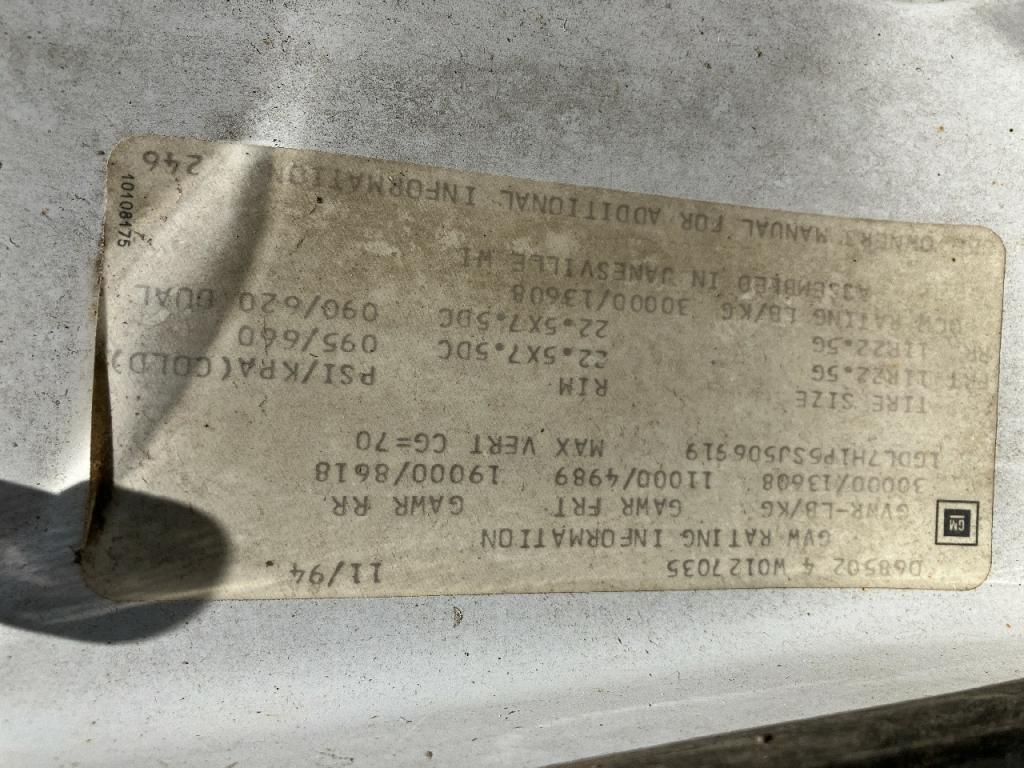 D68502 4 W0127035 11/94
GVW RATING INFORMATION
GM
GVWR-LB/KG GAWR FRT GAWR RR
30000/13608 11000/4989 19000/8618
1GDL7H1P6SJ506919 MAX VERT CG=70
TIRE SIZE RIM PSI/KPA(COLD)
FRT 11R22.5G 22.5X7.5DC 095/660
RR 11R22.5G 22.5X7.5DC 090/620 DUAL
GCW RATING LB/KG 30000/13608
ASSEMBLED IN JANESVILLE WI
OWNERS MANUAL FOR ADDITIONAL INFORMATION
246
10108475